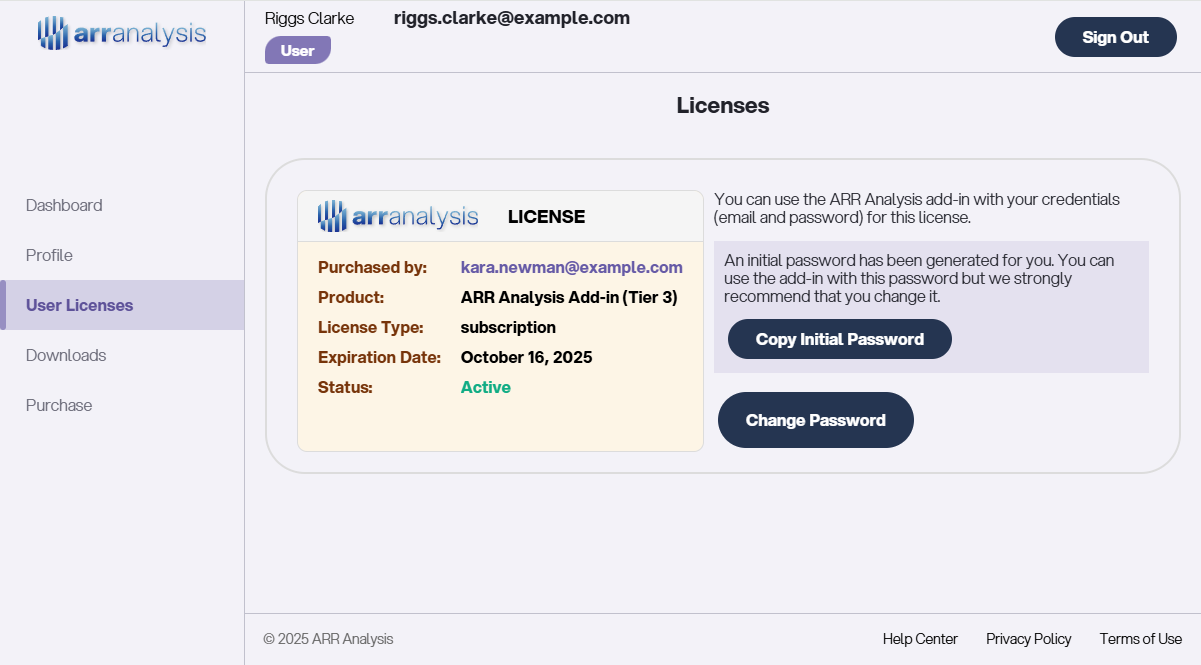 arranalysis
Riggs Clarke riggs.clarke@example.com
User
Sign Out
Licenses
Dashboard
Profile
User Licenses
Downloads
Purchase
arranalysis LICENSE
Purchased by: kara.newman@example.com
Product: ARR Analysis Add-in (Tier 3)
License Type: subscription
Expiration Date: October 16, 2025
Status: Active
You can use the ARR Analysis add-in with your credentials
(email and password) for this license.
An initial password has been generated for you. You can
use the add-in with this password but we strongly
recommend that you change it.
Copy Initial Password
Change Password
© 2025 ARR Analysis
Help Center Privacy Policy Terms of Use